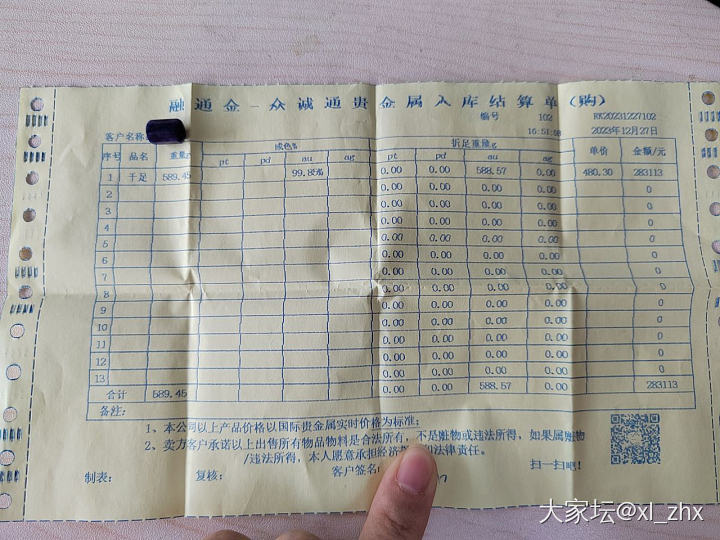 融通金-众诚通贵金属入库结算单(购)
编号 102 RK20231227102
客户名称: 16:51:08 2023年12月27日
序号 品名 重量g 成色% 折足重量g 单价 金额/元
pt pd au ag pt pd au ag
1 千足 589.45 99.85% 0.00 0.00 588.57 0.00 480.30 283113
2 0.00 0.00 0.00 0.00 0
3 0.00 0.00 0.00 0.00 0
4 0.00 0.00 0.00 0.00 0
5 0.00 0.00 0.00 0.00 0
6 0.00 0.00 0.00 0.00 0
7 0.00 0.00 0.00 0.00 0
8 0.00 0.00 0.00 0.00 0
9 0.00 0.00 0.00 0.00 0
10 0.00 0.00 0.00 0.00 0
11 0.00 0.00 0.00 0.00 0
12 0.00 0.00 0.00 0.00 0
13 0.00 0.00 0.00 0.00 0
合计 589.45 588.57 283113
备注:
1、本公司以上产品价格以国际贵金属实时价格为标准;
2、卖方客户承诺以上出售所有物品物料是合法所有,不是赃物或违法所得,如果属赃物
/违法所得,本人愿意承担经济 和法律责任。
制表: 复核: 客户签名: 扫一扫吧!
大家坛@xl_zhx